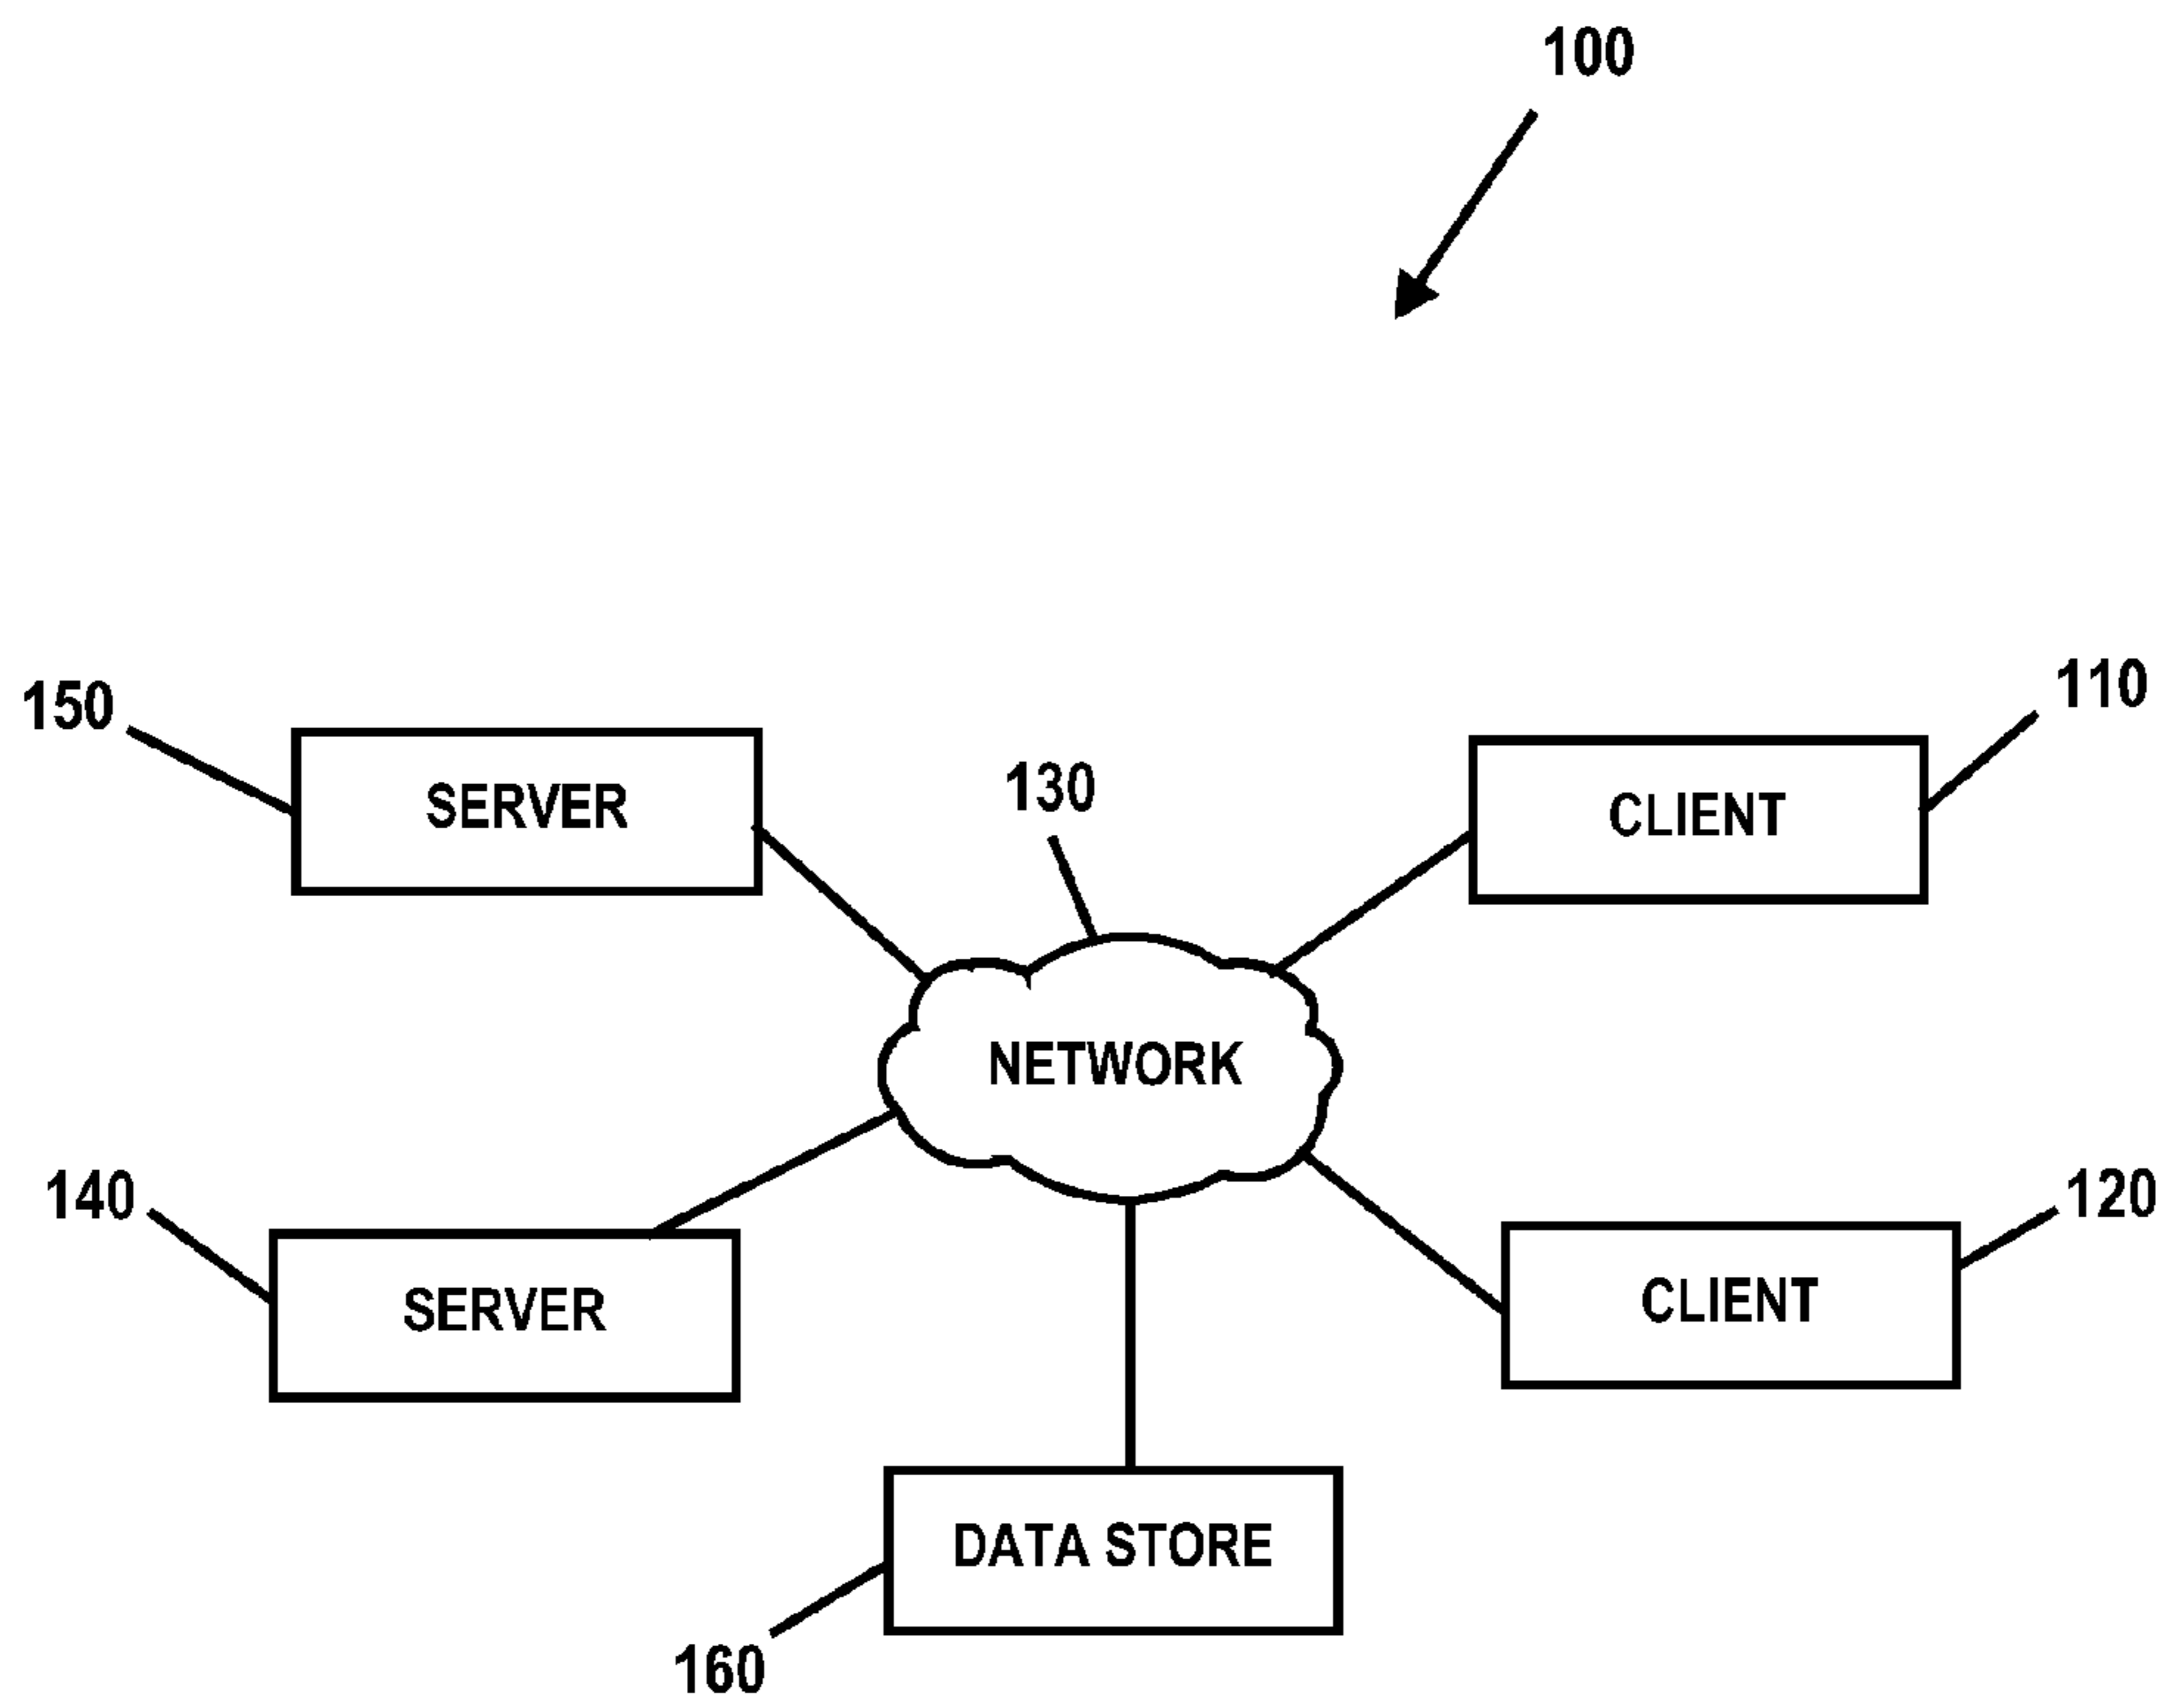 100
150
110
SERVER
130
CLIENT
NETWORK
140
120
SERVER
CLIENT
DATA STORE
160